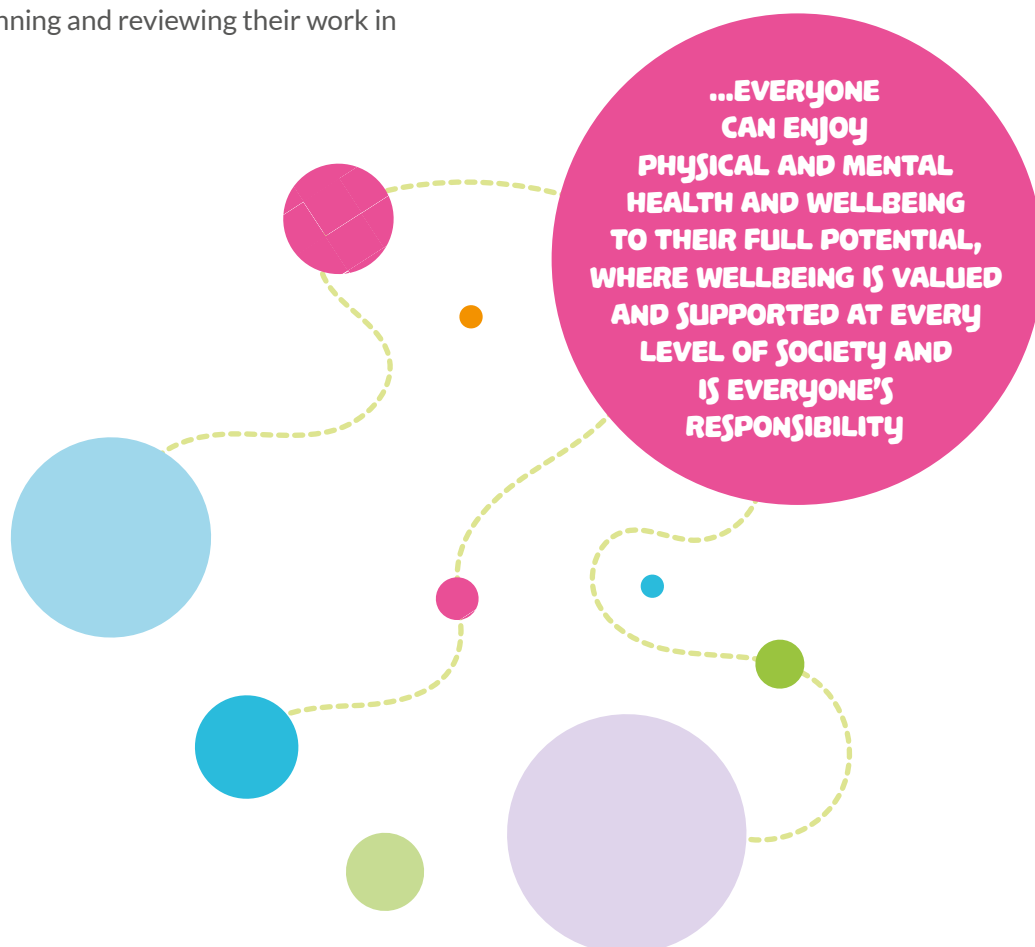 nning and reviewing their work in
...EVERYONE
CAN ENJOY
PHYSICAL AND MENTAL
HEALTH AND WELLBEING
TO THEIR FULL POTENTIAL,
WHERE WELLBEING IS VALUED
AND SUPPORTED AT EVERY
LEVEL OF SOCIETY AND
IS EVERYONE'S
RESPONSIBILITY